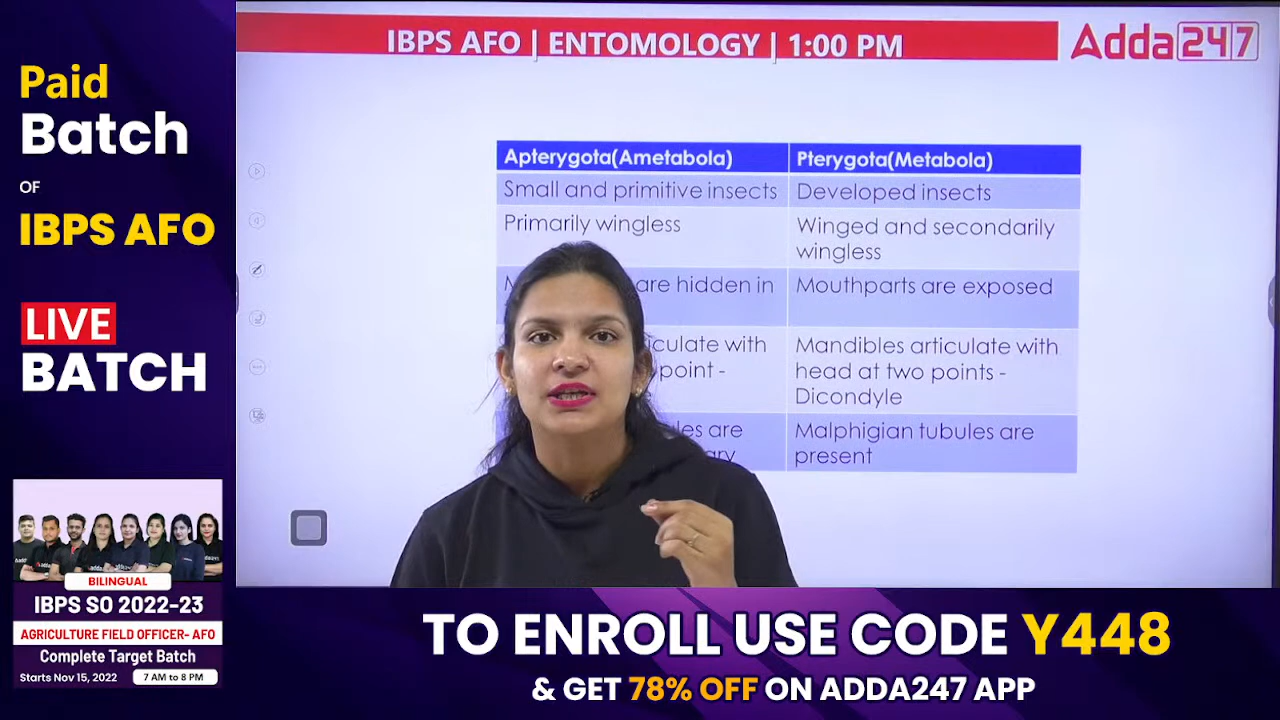 Paid
Batch
OF
IBPS AFO
LIVE
BATCH
BILINGUAL
IBPS SO 2022-23
AGRICULTURE FIELD OFFICER- AFO
Complete Target Batch
Starts Nov 15, 2022
7 AM to 8 PM
IBPS AFO | ENTOMOLOGY | 1:00 PM
Adda247
Apterygota(Ametabola)
Pterygota(Metabola)
Small and primitive insects
Developed insects
Primarily wingless
Winged and secondarily
wingless
are hidden in
Mouthparts are exposed
with
point -
Mandibles articulate with
head at two points -
Dicondyle
are
Malphigian tubules are
present
TO ENROLL USE CODE Y448
& GET 78% OFF ON ADDA247 APP